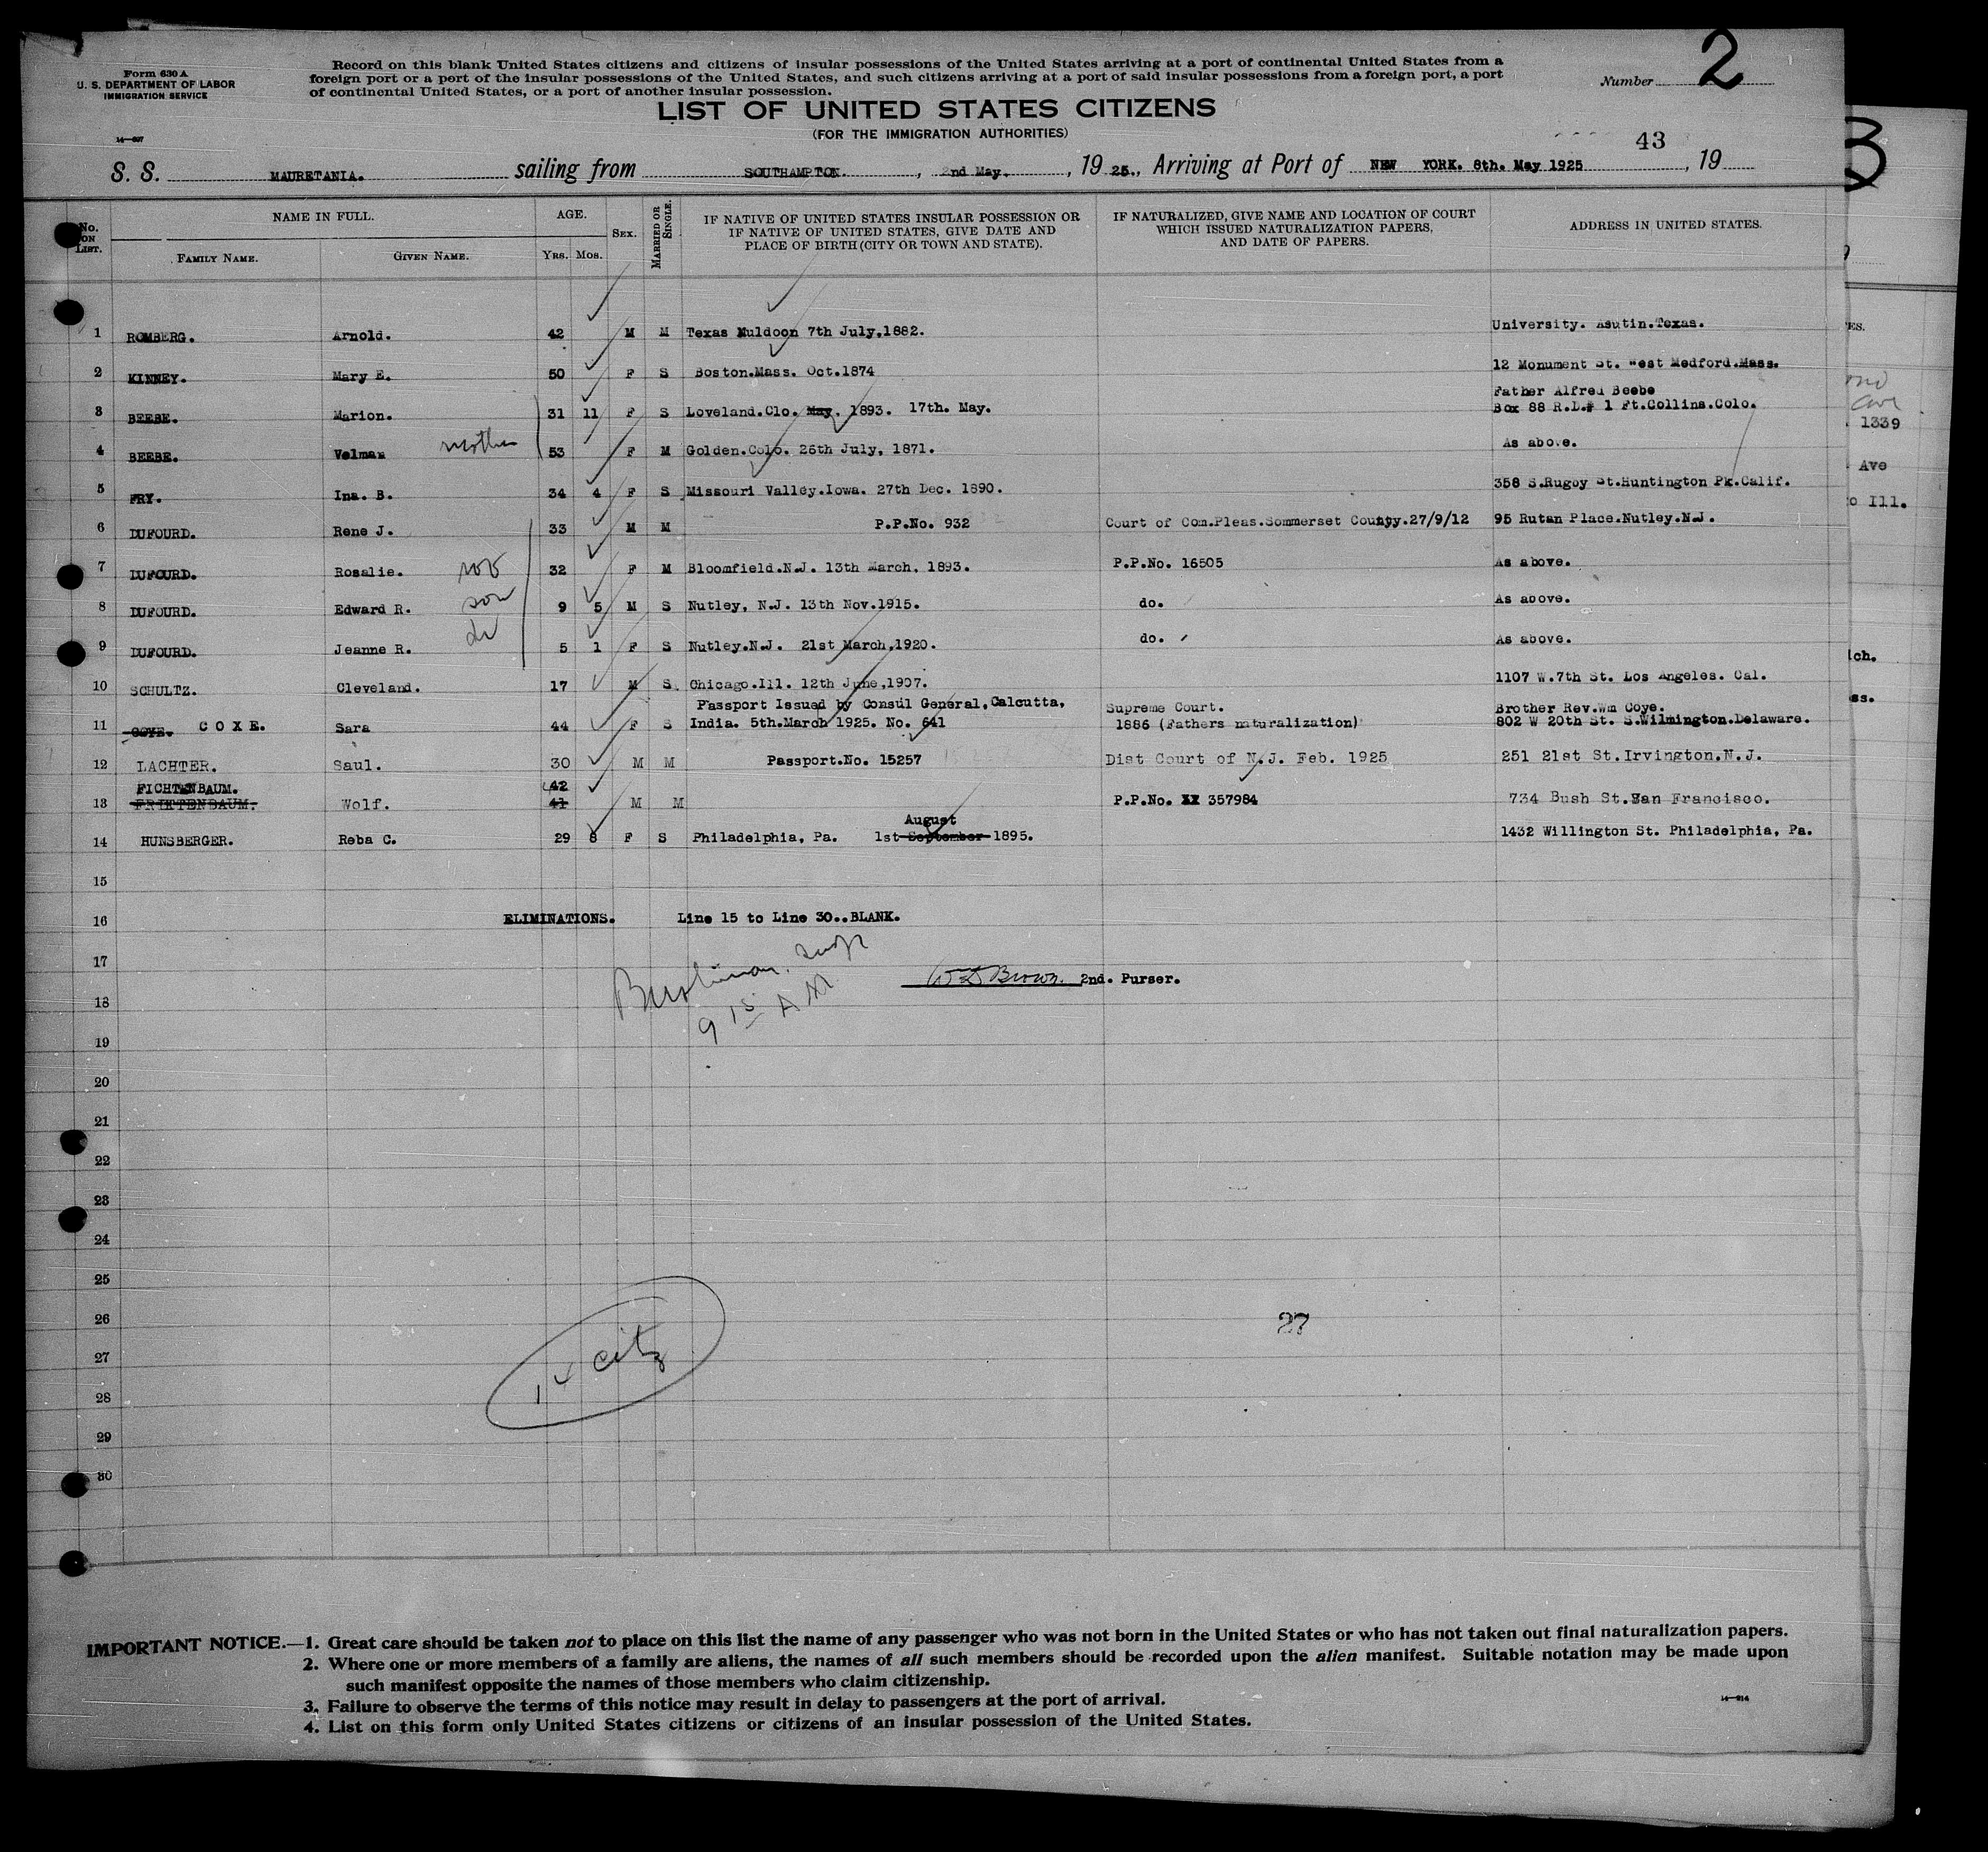 Form 630 A
U. S. DEPARTMENT OF LABOR
IMMIGRATION SERVICE
14—807
Record on this blank United States citizens and citizens of insular possessions of the United States arriving at a port of continental United States from a
foreign port or a port of the insular possessions of the United States, and such citizens arriving at a port of said insular possessions from a foreign port, a port
of continental United States, or a port of another insular possession.
Number 2
LIST OF UNITED STATES CITIZENS
(FOR THE IMMIGRATION AUTHORITIES)
43
S. S. MAURETANIA. sailing from SOUTHAMPTON. , 2nd May. , 19 25., Arriving at Port of NEW YORK. 8th. May 1925 , 19
No. ON LIST. NAME IN FULL. AGE. SEX. MARRIED OR SINGLE. IF NATIVE OF UNITED STATES INSULAR POSSESSION OR IF NATIVE OF UNITED STATES, GIVE DATE AND PLACE OF BIRTH (CITY OR TOWN AND STATE). IF NATURALIZED, GIVE NAME AND LOCATION OF COURT WHICH ISSUED NATURALIZATION PAPERS, AND DATE OF PAPERS. ADDRESS IN UNITED STATES.
FAMILY NAME. GIVEN NAME. YRS. MOS.
1 ROMBERG. Arnold. 42 M M Texas Muldoon 7th July,1882. University. Asutin.Texas.
2 KINNEY. Mary E. 50 F S Boston.Mass. Oct.1874 12 Monument St. West Medford.Mass.
Father Alfred Beebe
3 BEEBE. Marion. 31 11 F S Loveland.Clo. May, 1893. 17th. May. Box 88 R.D.# 1 Ft.Collins.Colo.
4 BEEBE. Velma mother 53 F M Golden.Colo. 26th July, 1871. As above.
5 FRY. Ina. B. 34 4 F S Missouri Valley.Iowa. 27th Dec. 1890. 358 S.Rugby St.Huntington Pk.Calif.
6 DUFOURD. Rene J. 33 M M P.P.No. 932 Court of Com.Pleas.Sommerset County.27/9/12 95 Rutan Place.Nutley.N.J.
7 DUFOURD. Rosalie. 32 F M Bloomfield.N.J. 13th March, 1893. P.P.No. 16505 As above.
8 DUFOURD. Edward R. son 9 5 M S Nutley, N.J. 13th Nov.1915. do. As above.
9 DUFOURD. Jeanne R. 5 1 F S Nutley.N.J. 21st March,1920. do. As above.
10 SCHULTZ. Cleveland. 17 M S. Chicago.Ill. 12th June,1907. 1107 W.7th St. Los Angeles. Cal.
Passport Issued by Consul General,Calcutta, Supreme Court. Brother Rev.Wm Coye.
11 COYE. COXE. Sara 44 F S India. 5th.March 1925. No. 641 1886 (Fathers naturalization) 802 W 20th St. S.Wilmington.Delaware.
12 LACHTER. Saul. 30 M M Passport.No. 15257 Dist Court of N.J. Feb. 1925 251 21st St.Irvington.N.J.
FICHTENBAUM. 42
13 FRIETENBAUM. Wolf. 41 M M P.P.No. XX 357984 734 Bush St.San Francisco.
August
14 HUNSBERGER. Reba C. 29 8 F S Philadelphia, Pa. 1st September 1895. 1432 Willington St. Philadelphia, Pa.
15
16 ELIMINATIONS. Line 15 to Line 30..BLANK.
17 W D Brown. 2nd. Purser.
9 15 AM
18
19
20
21
22
23
24
25
26 27
27
28
29
30
14 citz
IMPORTANT NOTICE.—1. Great care should be taken not to place on this list the name of any passenger who was not born in the United States or who has not taken out final naturalization papers.
2. Where one or more members of a family are aliens, the names of all such members should be recorded upon the alien manifest. Suitable notation may be made upon
such manifest opposite the names of those members who claim citizenship.
3. Failure to observe the terms of this notice may result in delay to passengers at the port of arrival.
4. List on this form only United States citizens or citizens of an insular possession of the United States.
14—814
3
1339
Ave
o Ill.